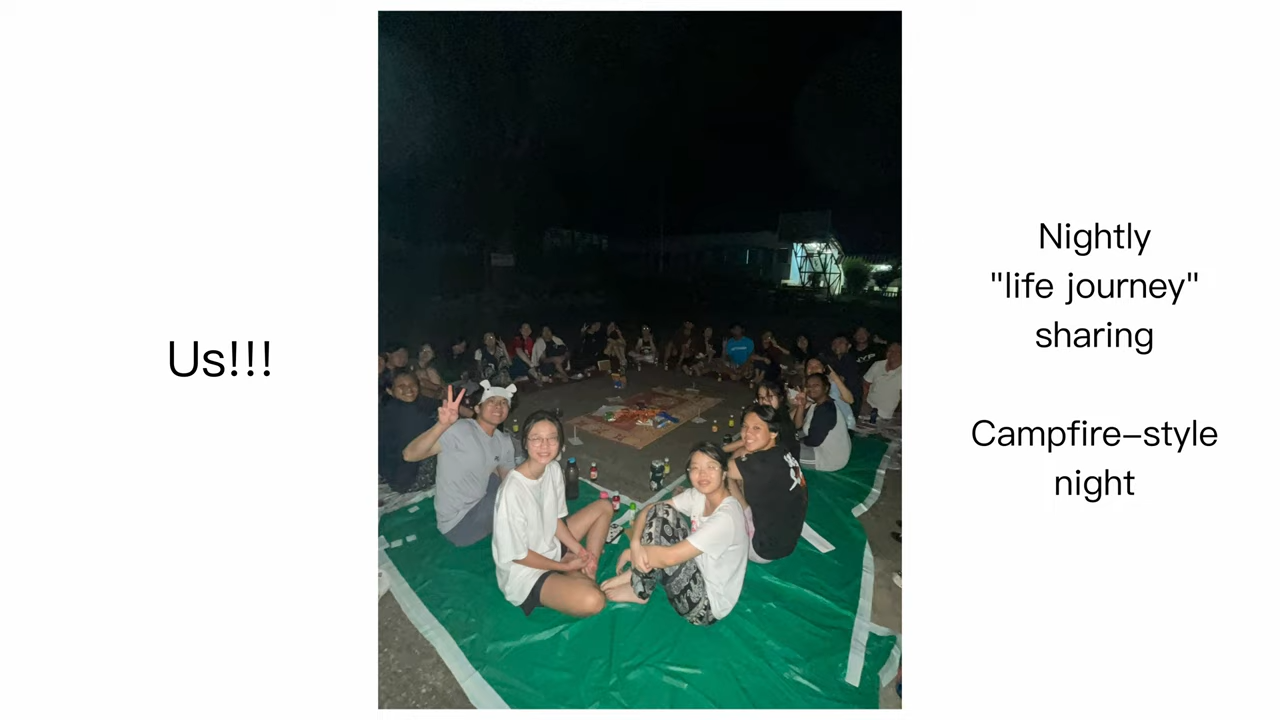 Us!!!
Nightly
"life journey"
sharing
Campfire-style
night